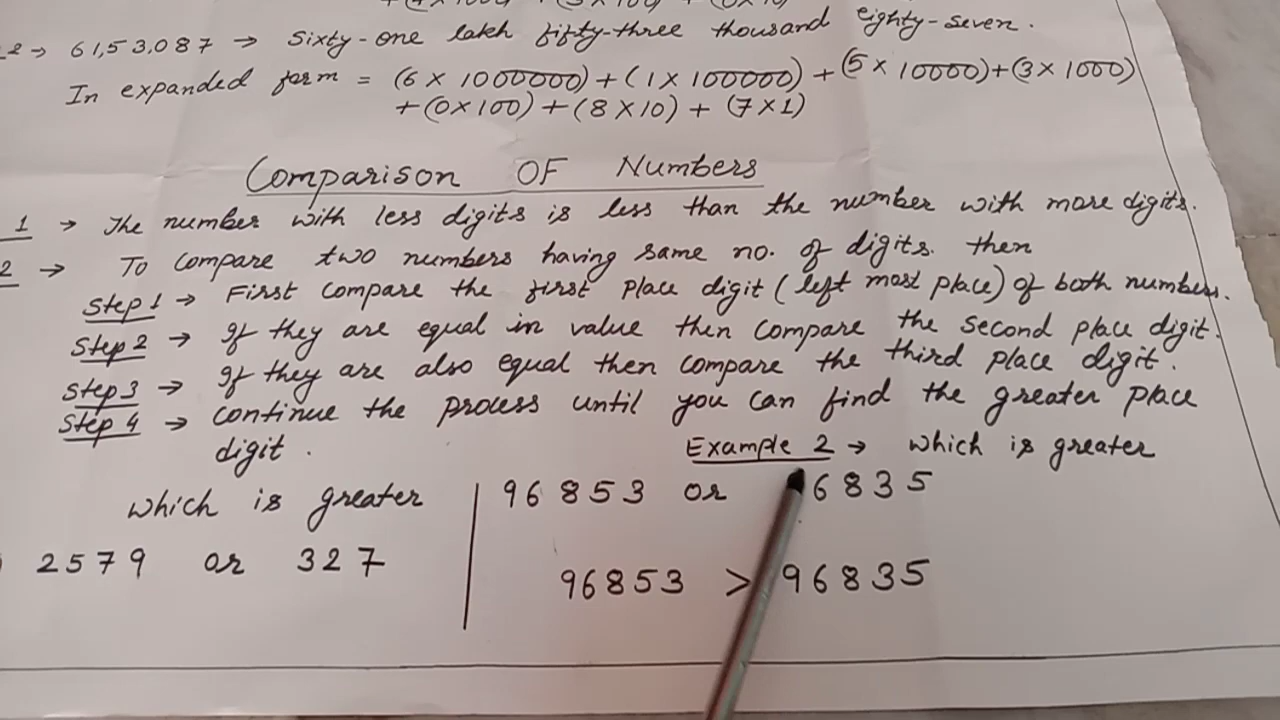 2 → 61,53,087 → Sixty-one lakh fifty-three thousand eighty-seven.
In expanded form = (6 × 1000000) + (1 × 100000) + (5 × 10000) + (3 × 1000)
+ (0 × 100) + (8 × 10) + (7 × 1)
Comparison OF Numbers
1 → The number with less digits is less than the number with more digits.
2 → To compare two numbers having same no. of digits. then
Step 1 → First compare the first place digit (left most place) of both numbers.
Step 2 → If they are equal in value then compare the second place digit.
Step 3 → If they are also equal then compare the third place digit.
Step 4 → continue the process until you can find the greater place
digit.
which is greater
2579 or 327
Example 2 → which is greater
96853 or 6835
96853 > 96835